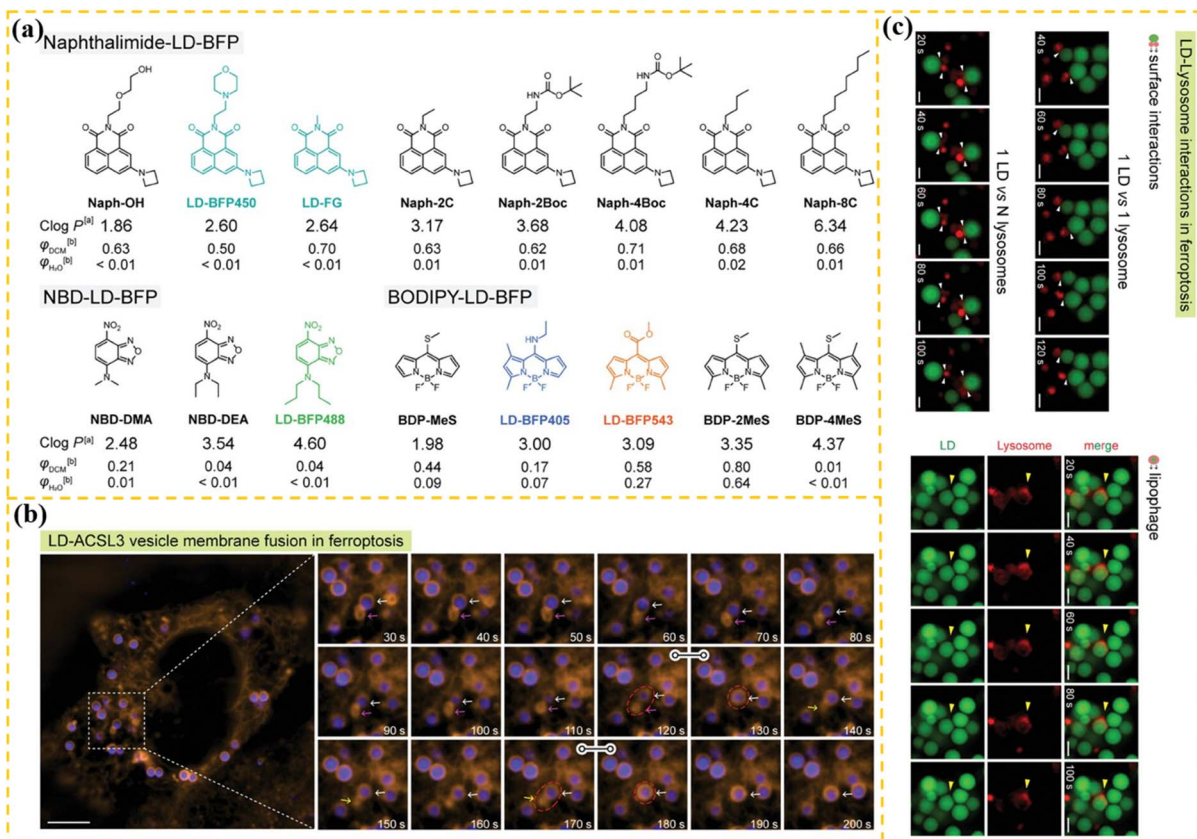 (a)
Naphthalimide-LD-BFP
OH
O
O
N
O
N
O
N
O
N
O
N
O
O
N
N
O
O
N
N
O
HN
O
O
O
N
O
N
HN
O
O
O
N
O
N
O
N
O
N
O
N
O
N
Naph-OH LD-BFP450 LD-FG Naph-2C Naph-2Boc Naph-4Boc Naph-4C Naph-8C
Clog P[a] 1.86 2.60 2.64 3.17 3.68 4.08 4.23 6.34
φDCM[b] 0.63 0.50 0.70 0.63 0.62 0.71 0.68 0.66
φH₂O[b] < 0.01 < 0.01 < 0.01 0.01 0.01 0.01 0.02 0.01
NBD-LD-BFP BODIPY-LD-BFP
NO₂
N
O
N
N
NO₂
N
O
N
N
NO₂
N
O
N
N
S
N
B
N
F F
HN
N
B
N
F F
O
O
N
B
N
F F
S
N
B
N
F F
S
N
B
N
F F
NBD-DMA NBD-DEA LD-BFP488 BDP-MeS LD-BFP405 LD-BFP543 BDP-2MeS BDP-4MeS
Clog P[a] 2.48 3.54 4.60 1.98 3.00 3.09 3.35 4.37
φDCM[b] 0.21 0.04 0.04 0.44 0.17 0.58 0.80 0.01
φH₂O[b] 0.01 < 0.01 < 0.01 0.09 0.07 0.27 0.64 < 0.01
(b)
LD-ACSL3 vesicle membrane fusion in ferroptosis
30 s 40 s 50 s 60 s 70 s 80 s
90 s 100 s 110 s 120 s 130 s 140 s
150 s 160 s 170 s 180 s 190 s 200 s
(c)
LD-Lysosome interactions in ferroptosis
: surface interactions
1 LD vs 1 lysosome
40 s
60 s
80 s
100 s
120 s
1 LD vs N lysosomes
20 s
40 s
60 s
80 s
100 s
: lipophage
merge
Lysosome
LD
20 s
40 s
60 s
80 s
100 s